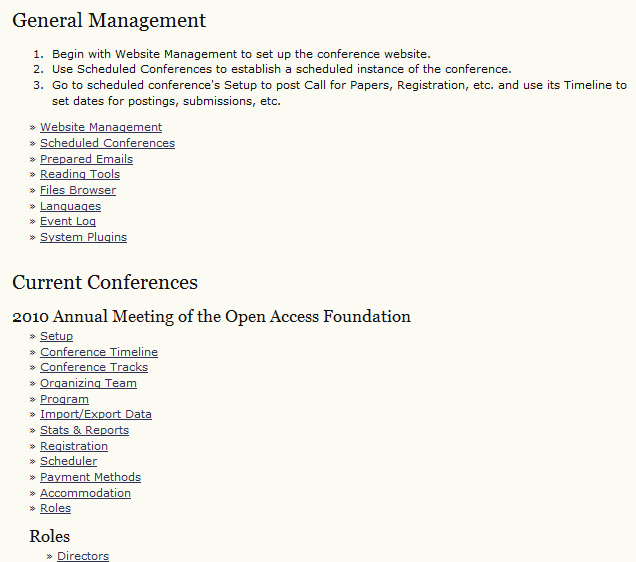 General Management
1. Begin with Website Management to set up the conference website.
2. Use Scheduled Conferences to establish a scheduled instance of the conference.
3. Go to scheduled conference's Setup to post Call for Papers, Registration, etc. and use its Timeline to
set dates for postings, submissions, etc.
» Website Management
» Scheduled Conferences
» Prepared Emails
» Reading Tools
» Files Browser
» Languages
» Event Log
» System Plugins
Current Conferences
2010 Annual Meeting of the Open Access Foundation
» Setup
» Conference Timeline
» Conference Tracks
» Organizing Team
» Program
» Import/Export Data
» Stats & Reports
» Registration
» Scheduler
» Payment Methods
» Accommodation
» Roles
Roles
» Directors